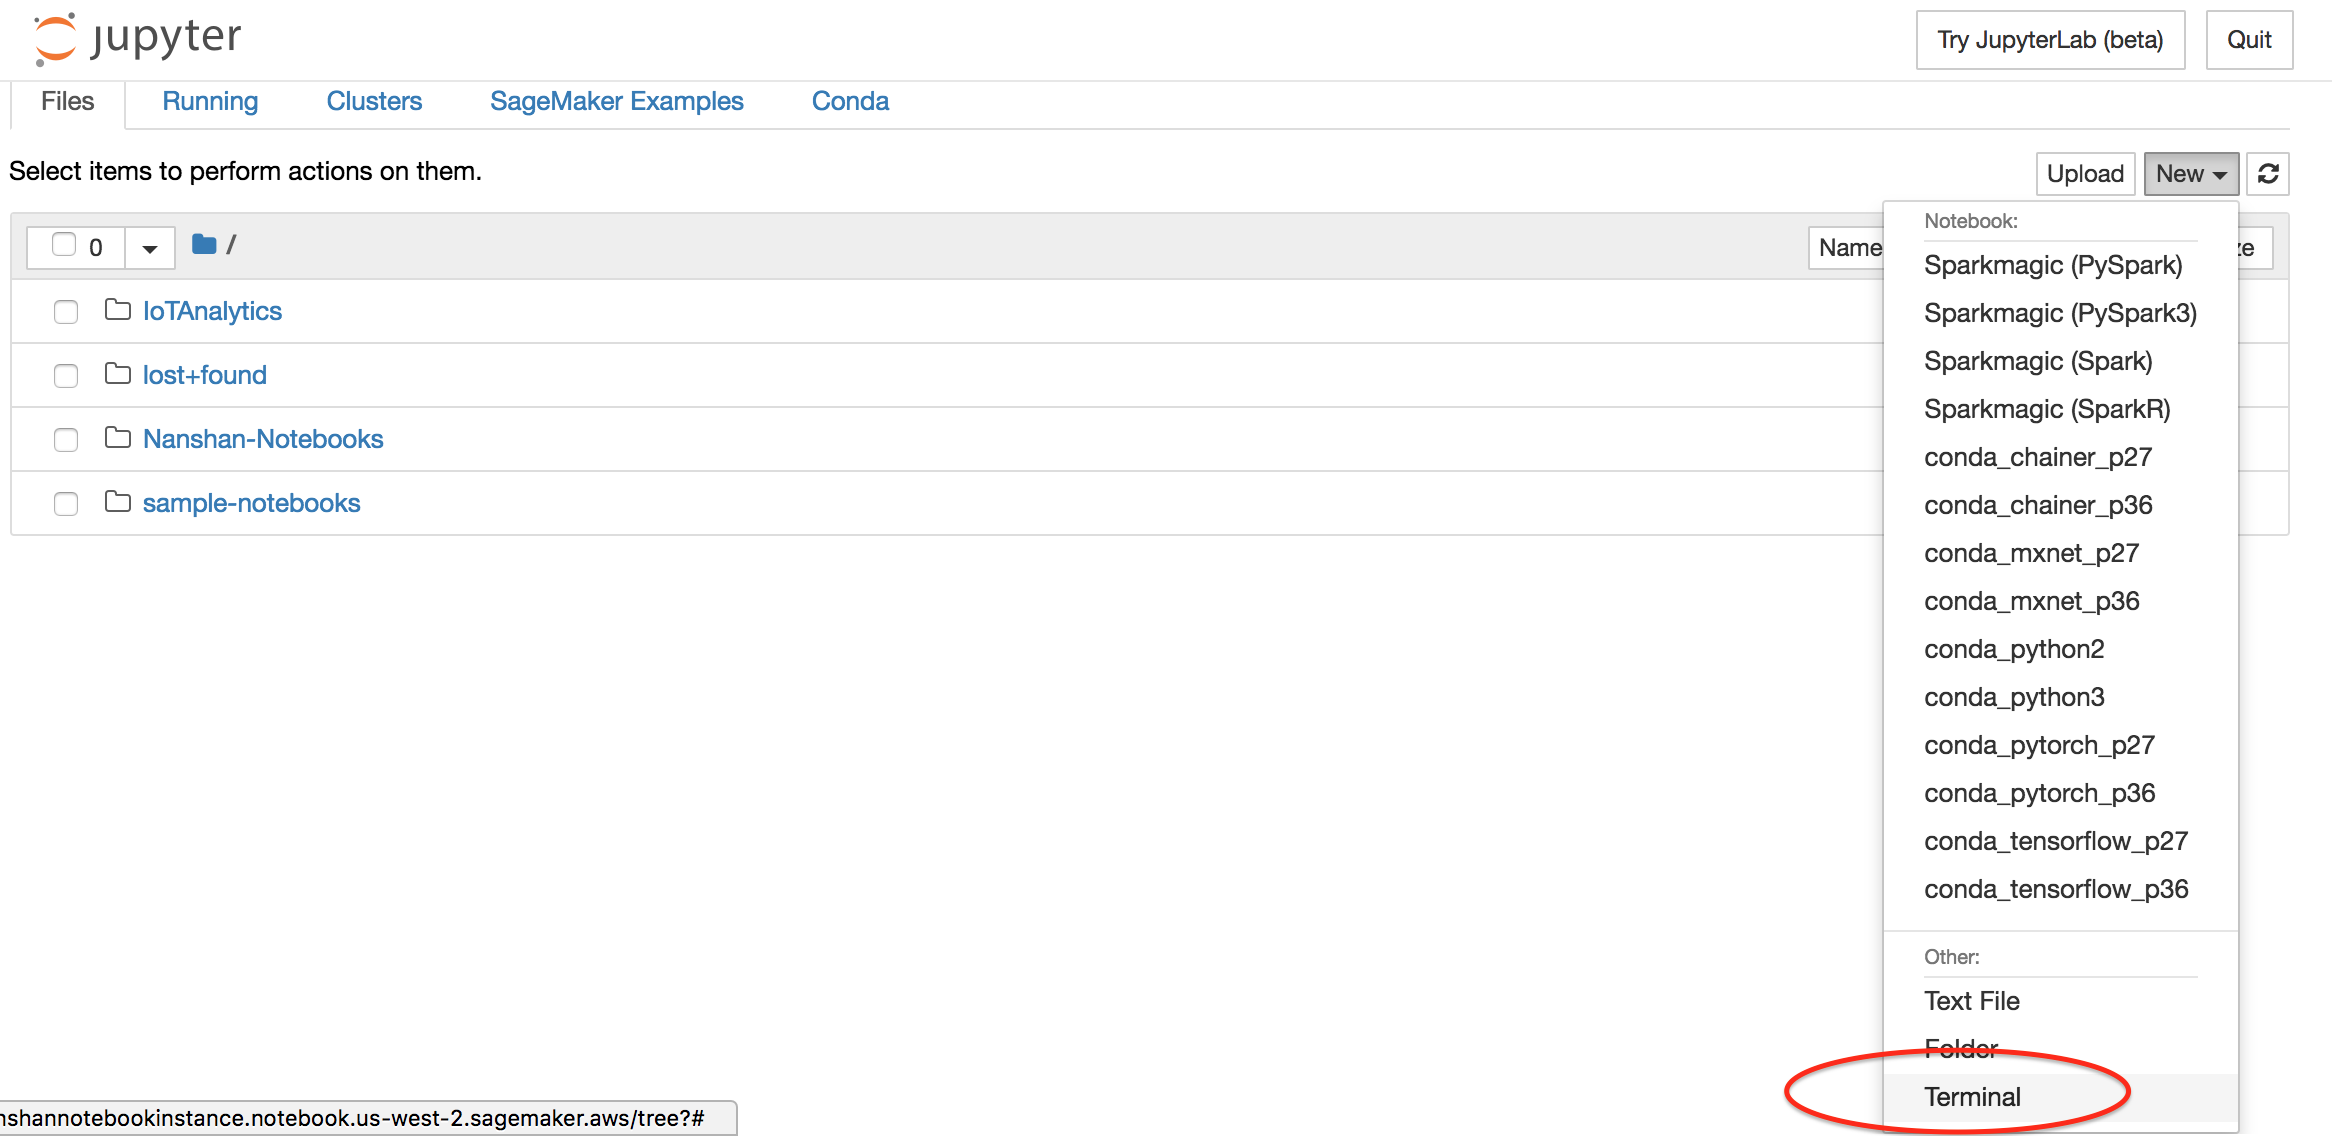 jupyter
Try JupyterLab (beta)
Quit
Files
Running
Clusters
SageMaker Examples
Conda
Select items to perform actions on them.
Upload
New
0
/
Name
IoTAnalytics
lost+found
Nanshan-Notebooks
sample-notebooks
Notebook:
Sparkmagic (PySpark)
Sparkmagic (PySpark3)
Sparkmagic (Spark)
Sparkmagic (SparkR)
conda_chainer_p27
conda_chainer_p36
conda_mxnet_p27
conda_mxnet_p36
conda_python2
conda_python3
conda_pytorch_p27
conda_pytorch_p36
conda_tensorflow_p27
conda_tensorflow_p36
Other:
Text File
Folder
Terminal
nshannotebookinstance.notebook.us-west-2.sagemaker.aws/tree?#